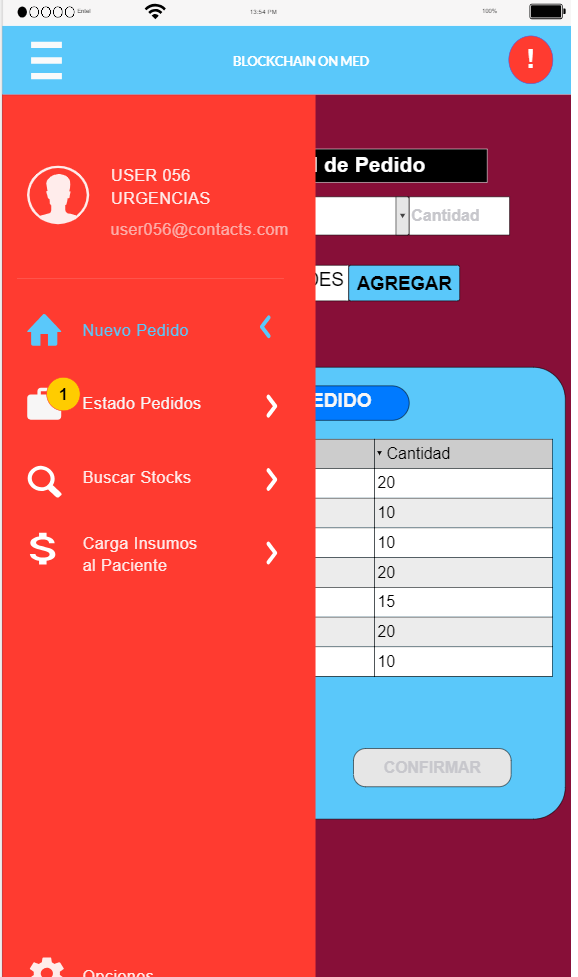 Entel
13:54 PM
100%
BLOCKCHAIN ON MED
!
USER 056
URGENCIAS
user056@contacts.com
Nuevo Pedido
1
Estado Pedidos
Buscar Stocks
Carga Insumos
al Paciente
Opciones
de Pedido
Cantidad
DES
AGREGAR
EDIDO
Cantidad
20
10
10
20
15
20
10
CONFIRMAR